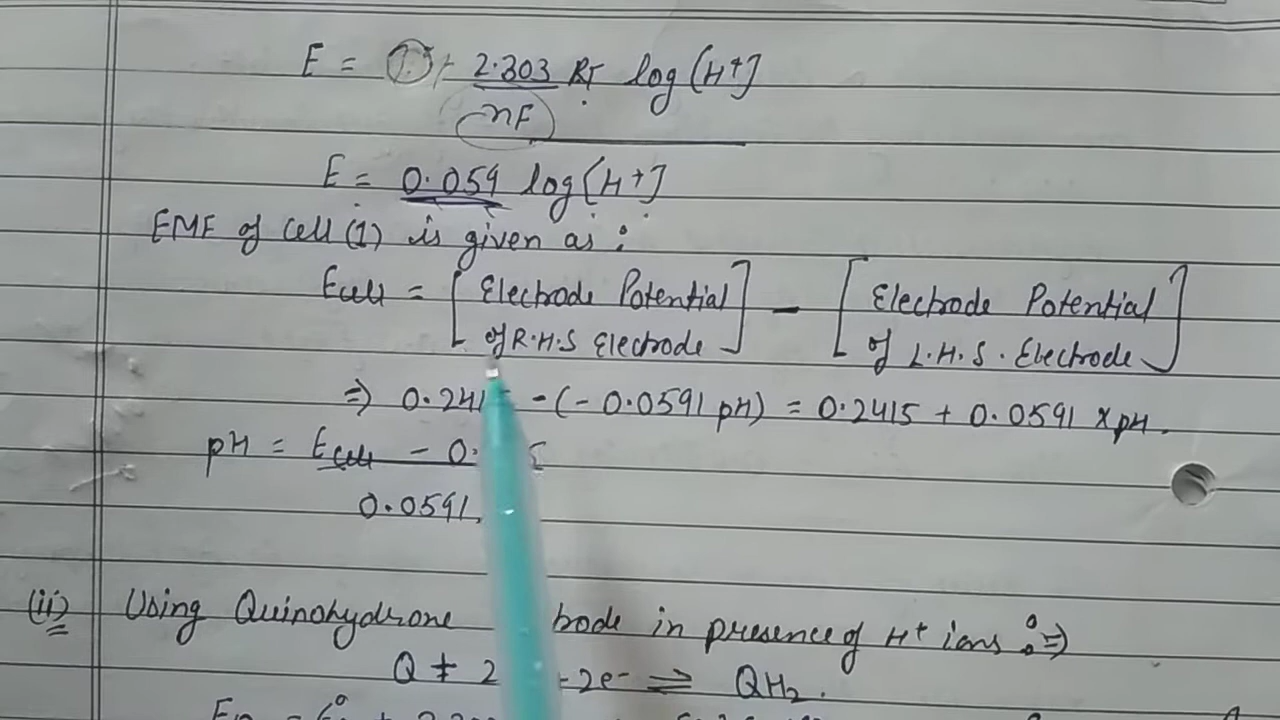 E = 2.303 RT log[H+]
nF
E = 0.059 log[H+]
EMF of cell (1) is given as :
Ecell = [Electrode Potential of R.H.S Electrode] - [Electrode Potential of L.H.S. Electrode]
=> 0.241 - (- 0.0591 pH) = 0.2415 + 0.0591 x pH.
pH = Ecell - 0.
0.0591
(ii) Using Quinohydrone in presence of H+ ions :=>
Q + 2 2e- ⇌ QH2.